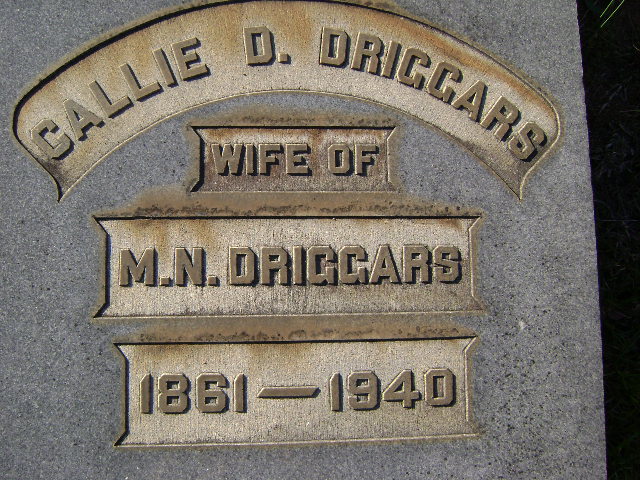 CALLIE D. DRIGGARS
WIFE OF
M.N. DRIGGARS
1861 — 1940